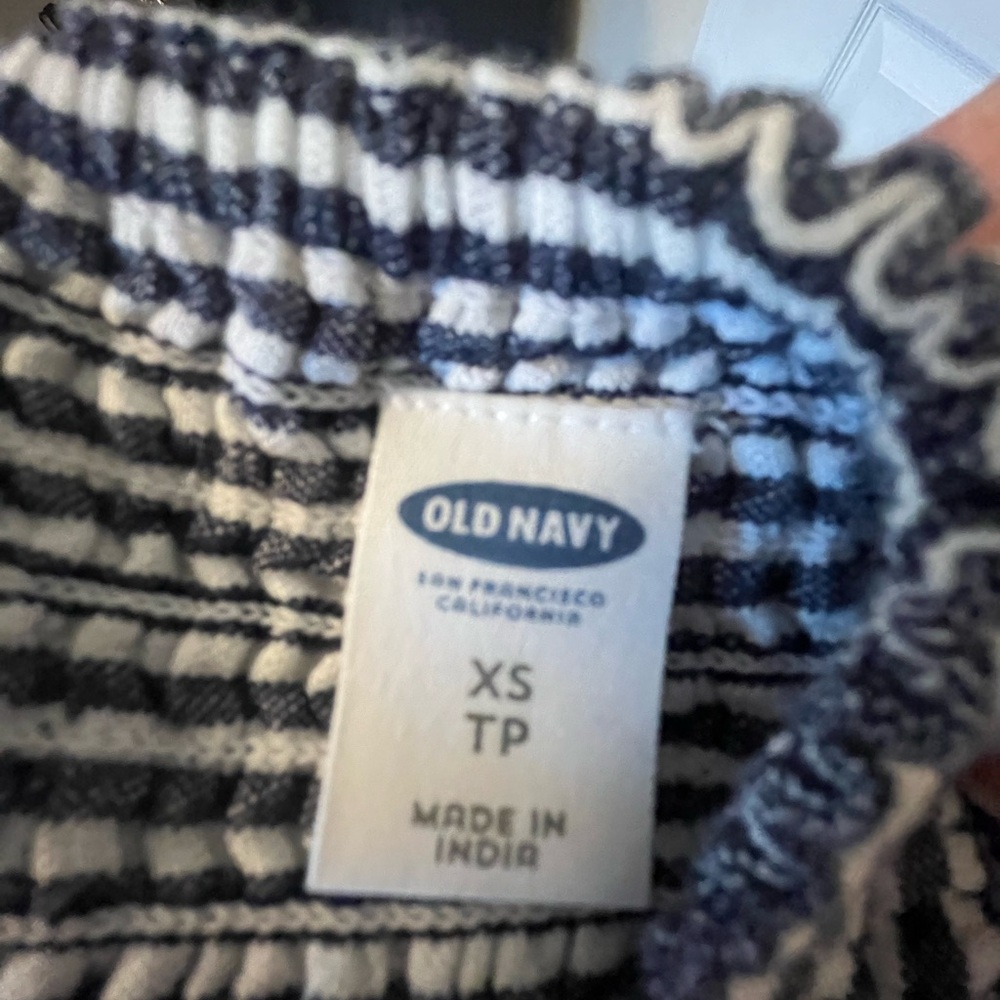 OLD NAVY
SAN FRANCISCO
CALIFORNIA
XS
TP
MADE IN
INDIA